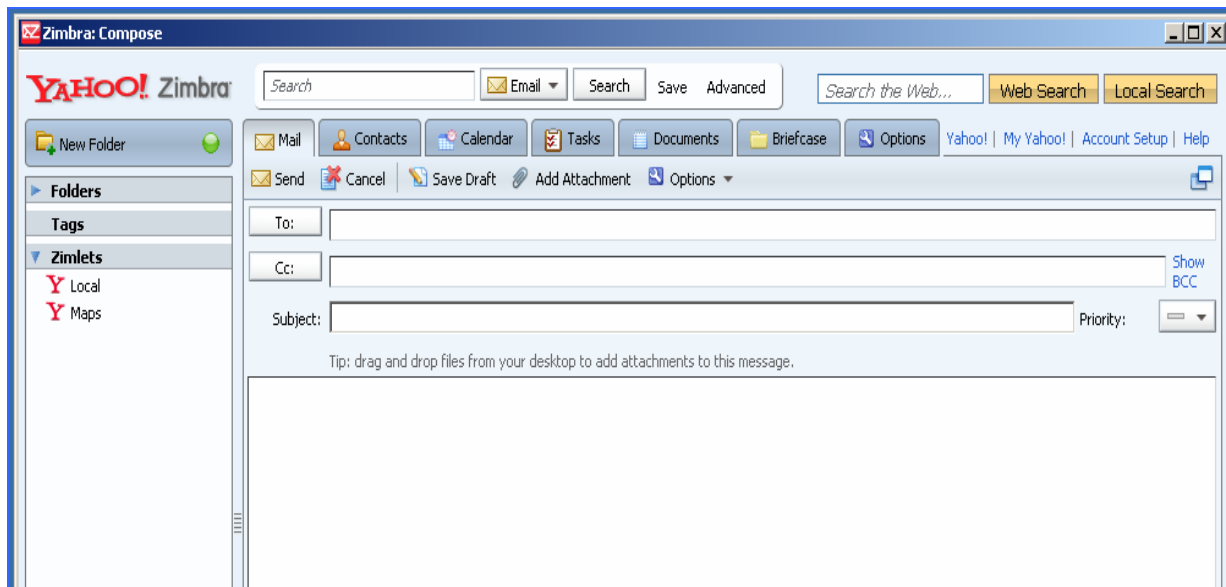 Zimbra: Compose
YAHOO! Zimbra
Search Email Search Save Advanced Search the Web... Web Search Local Search
New Folder Mail Contacts Calendar Tasks Documents Briefcase Options Yahoo! | My Yahoo! | Account Setup | Help
Send Cancel Save Draft Add Attachment Options
Folders
Tags
Zimlets
Y Local
Y Maps
To:
Cc:
Show
BCC
Subject: Priority:
Tip: drag and drop files from your desktop to add attachments to this message.